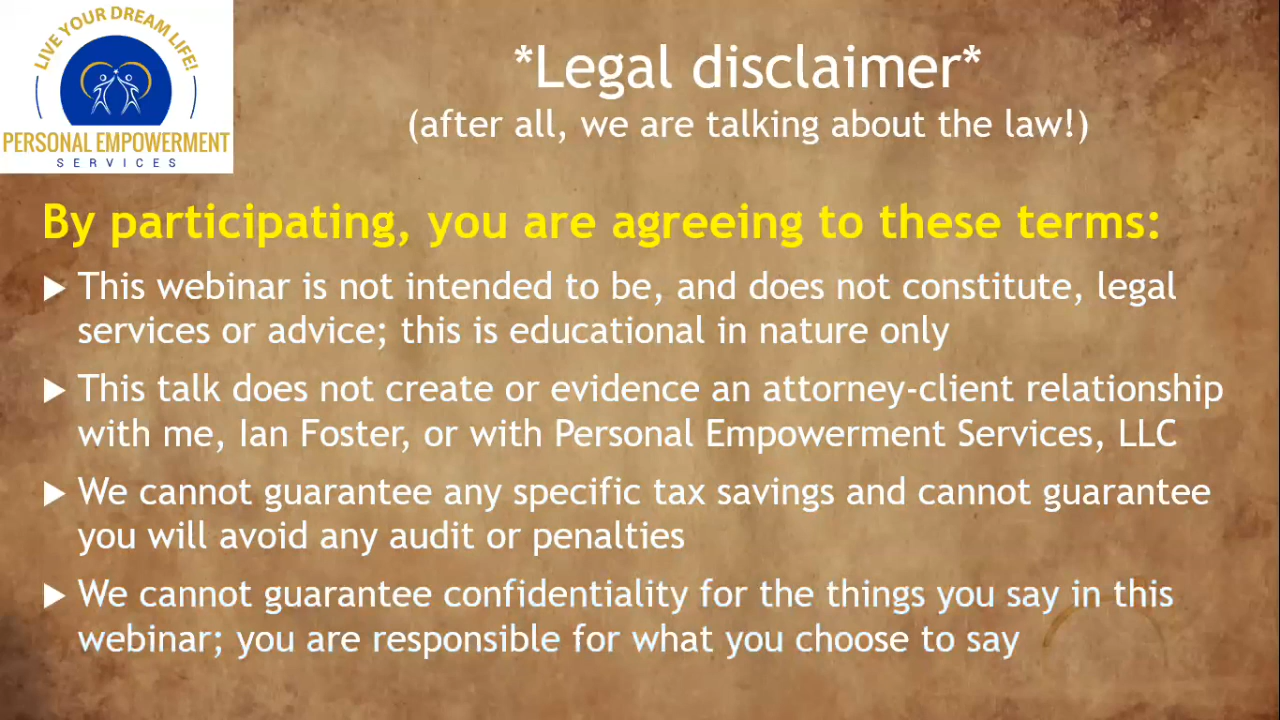 LIVE YOUR DREAM LIFE!
PERSONAL EMPOWERMENT
SERVICES
*Legal disclaimer*
(after all, we are talking about the law!)
By participating, you are agreeing to these terms:
This webinar is not intended to be, and does not constitute, legal
services or advice; this is educational in nature only
This talk does not create or evidence an attorney-client relationship
with me, Ian Foster, or with Personal Empowerment Services, LLC
We cannot guarantee any specific tax savings and cannot guarantee
you will avoid any audit or penalties
We cannot guarantee confidentiality for the things you say in this
webinar; you are responsible for what you choose to say